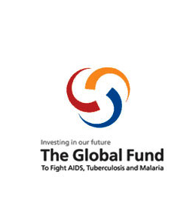 Investing in our future
The Global Fund
To Fight AIDS, Tuberculosis and Malaria